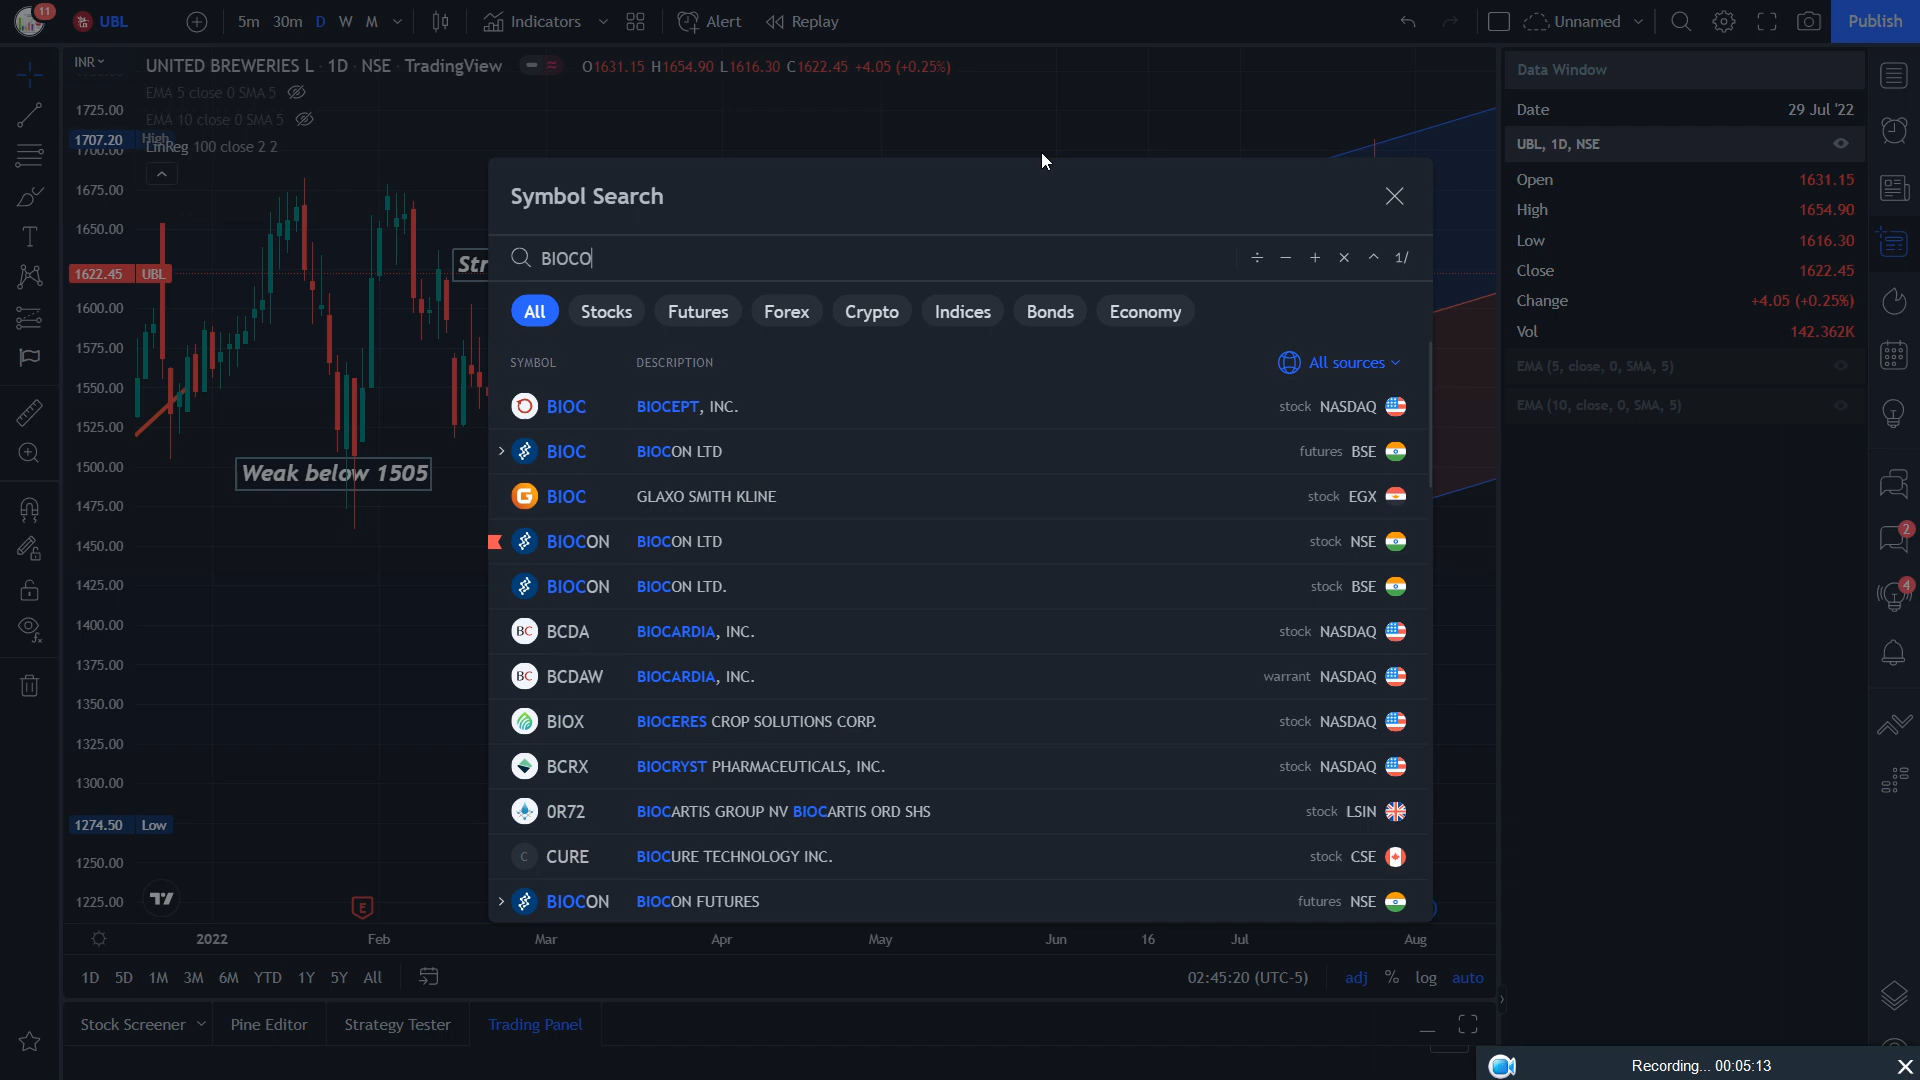 11
UBL
5m 30m D W M
Indicators
Alert
Replay
Unnamed
Publish
INR
UNITED BREWERIES L · 1D · NSE · TradingView
O1631.15 H1654.90 L1616.30 C1622.45 +4.05 (+0.25%)
EMA 5 close 0 SMA 5
EMA 10 close 0 SMA 5
LinReg 100 close 2 2
1725.00
1707.20 High
1700.00
1675.00
1650.00
1622.45 UBL
1600.00
1575.00
1550.00
1525.00
1500.00
1475.00
1450.00
1425.00
1400.00
1375.00
1350.00
1325.00
1300.00
1274.50 Low
1250.00
1225.00
Str
Weak below 1505
E
Symbol Search
BIOCO
÷ − + × ^ 1/
All Stocks Futures Forex Crypto Indices Bonds Economy
SYMBOL DESCRIPTION All sources
BIOC BIOCEPT, INC. stock NASDAQ
BIOC BIOCON LTD futures BSE
G BIOC GLAXO SMITH KLINE stock EGX
BIOCON BIOCON LTD stock NSE
BIOCON BIOCON LTD. stock BSE
BC BCDA BIOCARDIA, INC. stock NASDAQ
BC BCDAW BIOCARDIA, INC. warrant NASDAQ
BIOX BIOCERES CROP SOLUTIONS CORP. stock NASDAQ
BCRX BIOCRYST PHARMACEUTICALS, INC. stock NASDAQ
0R72 BIOCARTIS GROUP NV BIOCARTIS ORD SHS stock LSIN
C CURE BIOCURE TECHNOLOGY INC. stock CSE
BIOCON BIOCON FUTURES futures NSE
2022 Feb Mar Apr May Jun 16 Jul Aug
1D 5D 1M 3M 6M YTD 1Y 5Y All
02:45:20 (UTC-5) adj % log auto
Stock Screener Pine Editor Strategy Tester Trading Panel
Data Window
Date 29 Jul '22
UBL, 1D, NSE
Open 1631.15
High 1654.90
Low 1616.30
Close 1622.45
Change +4.05 (+0.25%)
Vol 142.362K
EMA (5, close, 0, SMA, 5)
EMA (10, close, 0, SMA, 5)
2
4
Recording... 00:05:13